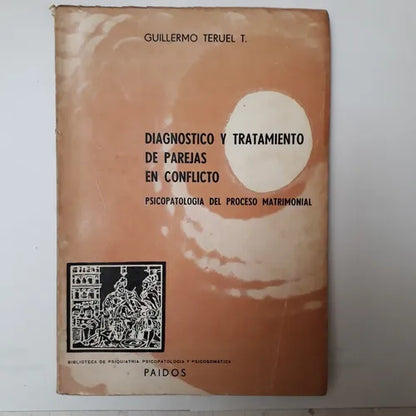 GUILLERMO TERUEL T.
DIAGNOSTICO Y TRATAMIENTO
DE PAREJAS
EN CONFLICTO
PSICOPATOLOGIA DEL PROCESO MATRIMONIAL
BIBLIOTECA DE PSIQUIATRIA PSICOPATOLOGIA Y PSICOSOMATICA
PAIDOS